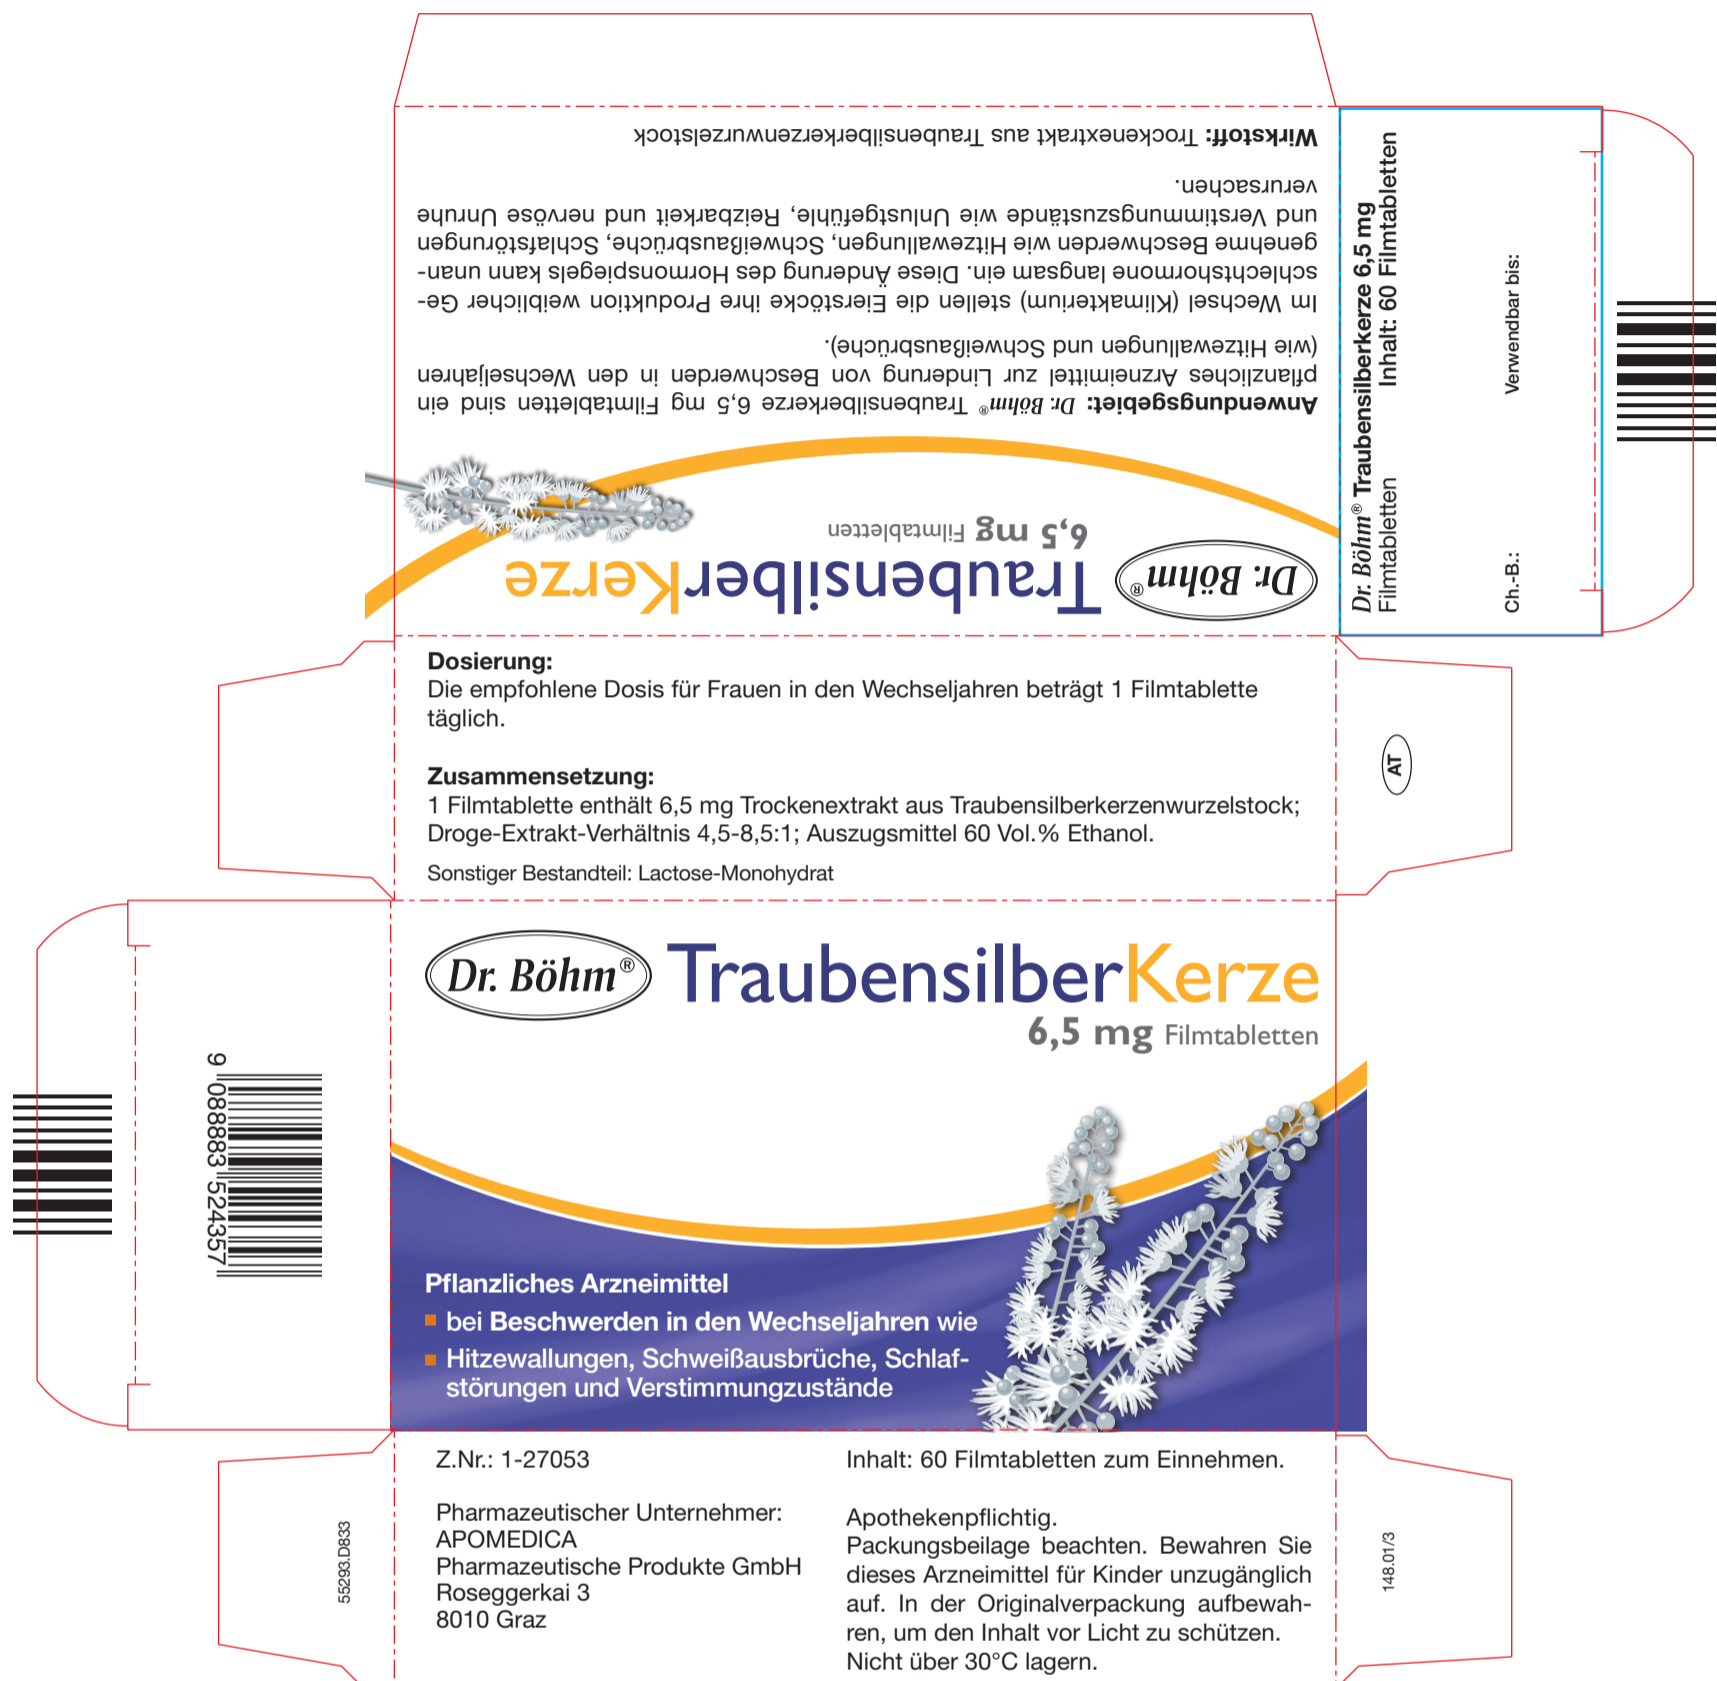 Wirkstoff: Trockenextrakt aus Traubensilberkerzenwurzelstock
Im Wechsel (Klimakterium) stellen die Eierstöcke ihre Produktion weiblicher Ge-
schlechtshormone langsam ein. Diese Änderung des Hormonspiegels kann unan-
genehme Beschwerden wie Hitzewallungen, Schweißausbrüche, Schlafstörungen
und Verstimmungszustände wie Unlustgefühle, Reizbarkeit und nervöse Unruhe
verursachen.
Anwendungsgebiet: Dr. Böhm® Traubensilberkerze 6,5 mg Filmtabletten sind ein
pflanzliches Arzneimittel zur Linderung von Beschwerden in den Wechseljahren
(wie Hitzewallungen und Schweißausbrüche).
Dr. Böhm® TraubensilberKerze
6,5 mg Filmtabletten
Dr. Böhm® Traubensilberkerze 6,5 mg
Filmtabletten Inhalt: 60 Filmtabletten
Ch.-B.: Verwendbar bis:
Dosierung:
Die empfohlene Dosis für Frauen in den Wechseljahren beträgt 1 Filmtablette
täglich.
Zusammensetzung:
1 Filmtablette enthält 6,5 mg Trockenextrakt aus Traubensilberkerzenwurzelstock;
Droge-Extrakt-Verhältnis 4,5-8,5:1; Auszugsmittel 60 Vol.% Ethanol.
Sonstiger Bestandteil: Lactose-Monohydrat
AT
Dr. Böhm® TraubensilberKerze
6,5 mg Filmtabletten
9 088883 524357
Pflanzliches Arzneimittel
bei Beschwerden in den Wechseljahren wie
Hitzewallungen, Schweißausbrüche, Schlaf-
störungen und Verstimmungzustände
Z.Nr.: 1-27053
Pharmazeutischer Unternehmer:
APOMEDICA
Pharmazeutische Produkte GmbH
Roseggerkai 3
8010 Graz
Inhalt: 60 Filmtabletten zum Einnehmen.
Apothekenpflichtig.
Packungsbeilage beachten. Bewahren Sie
dieses Arzneimittel für Kinder unzugänglich
auf. In der Originalverpackung aufbewah-
ren, um den Inhalt vor Licht zu schützen.
Nicht über 30°C lagern.
55293.D833
148.01/3